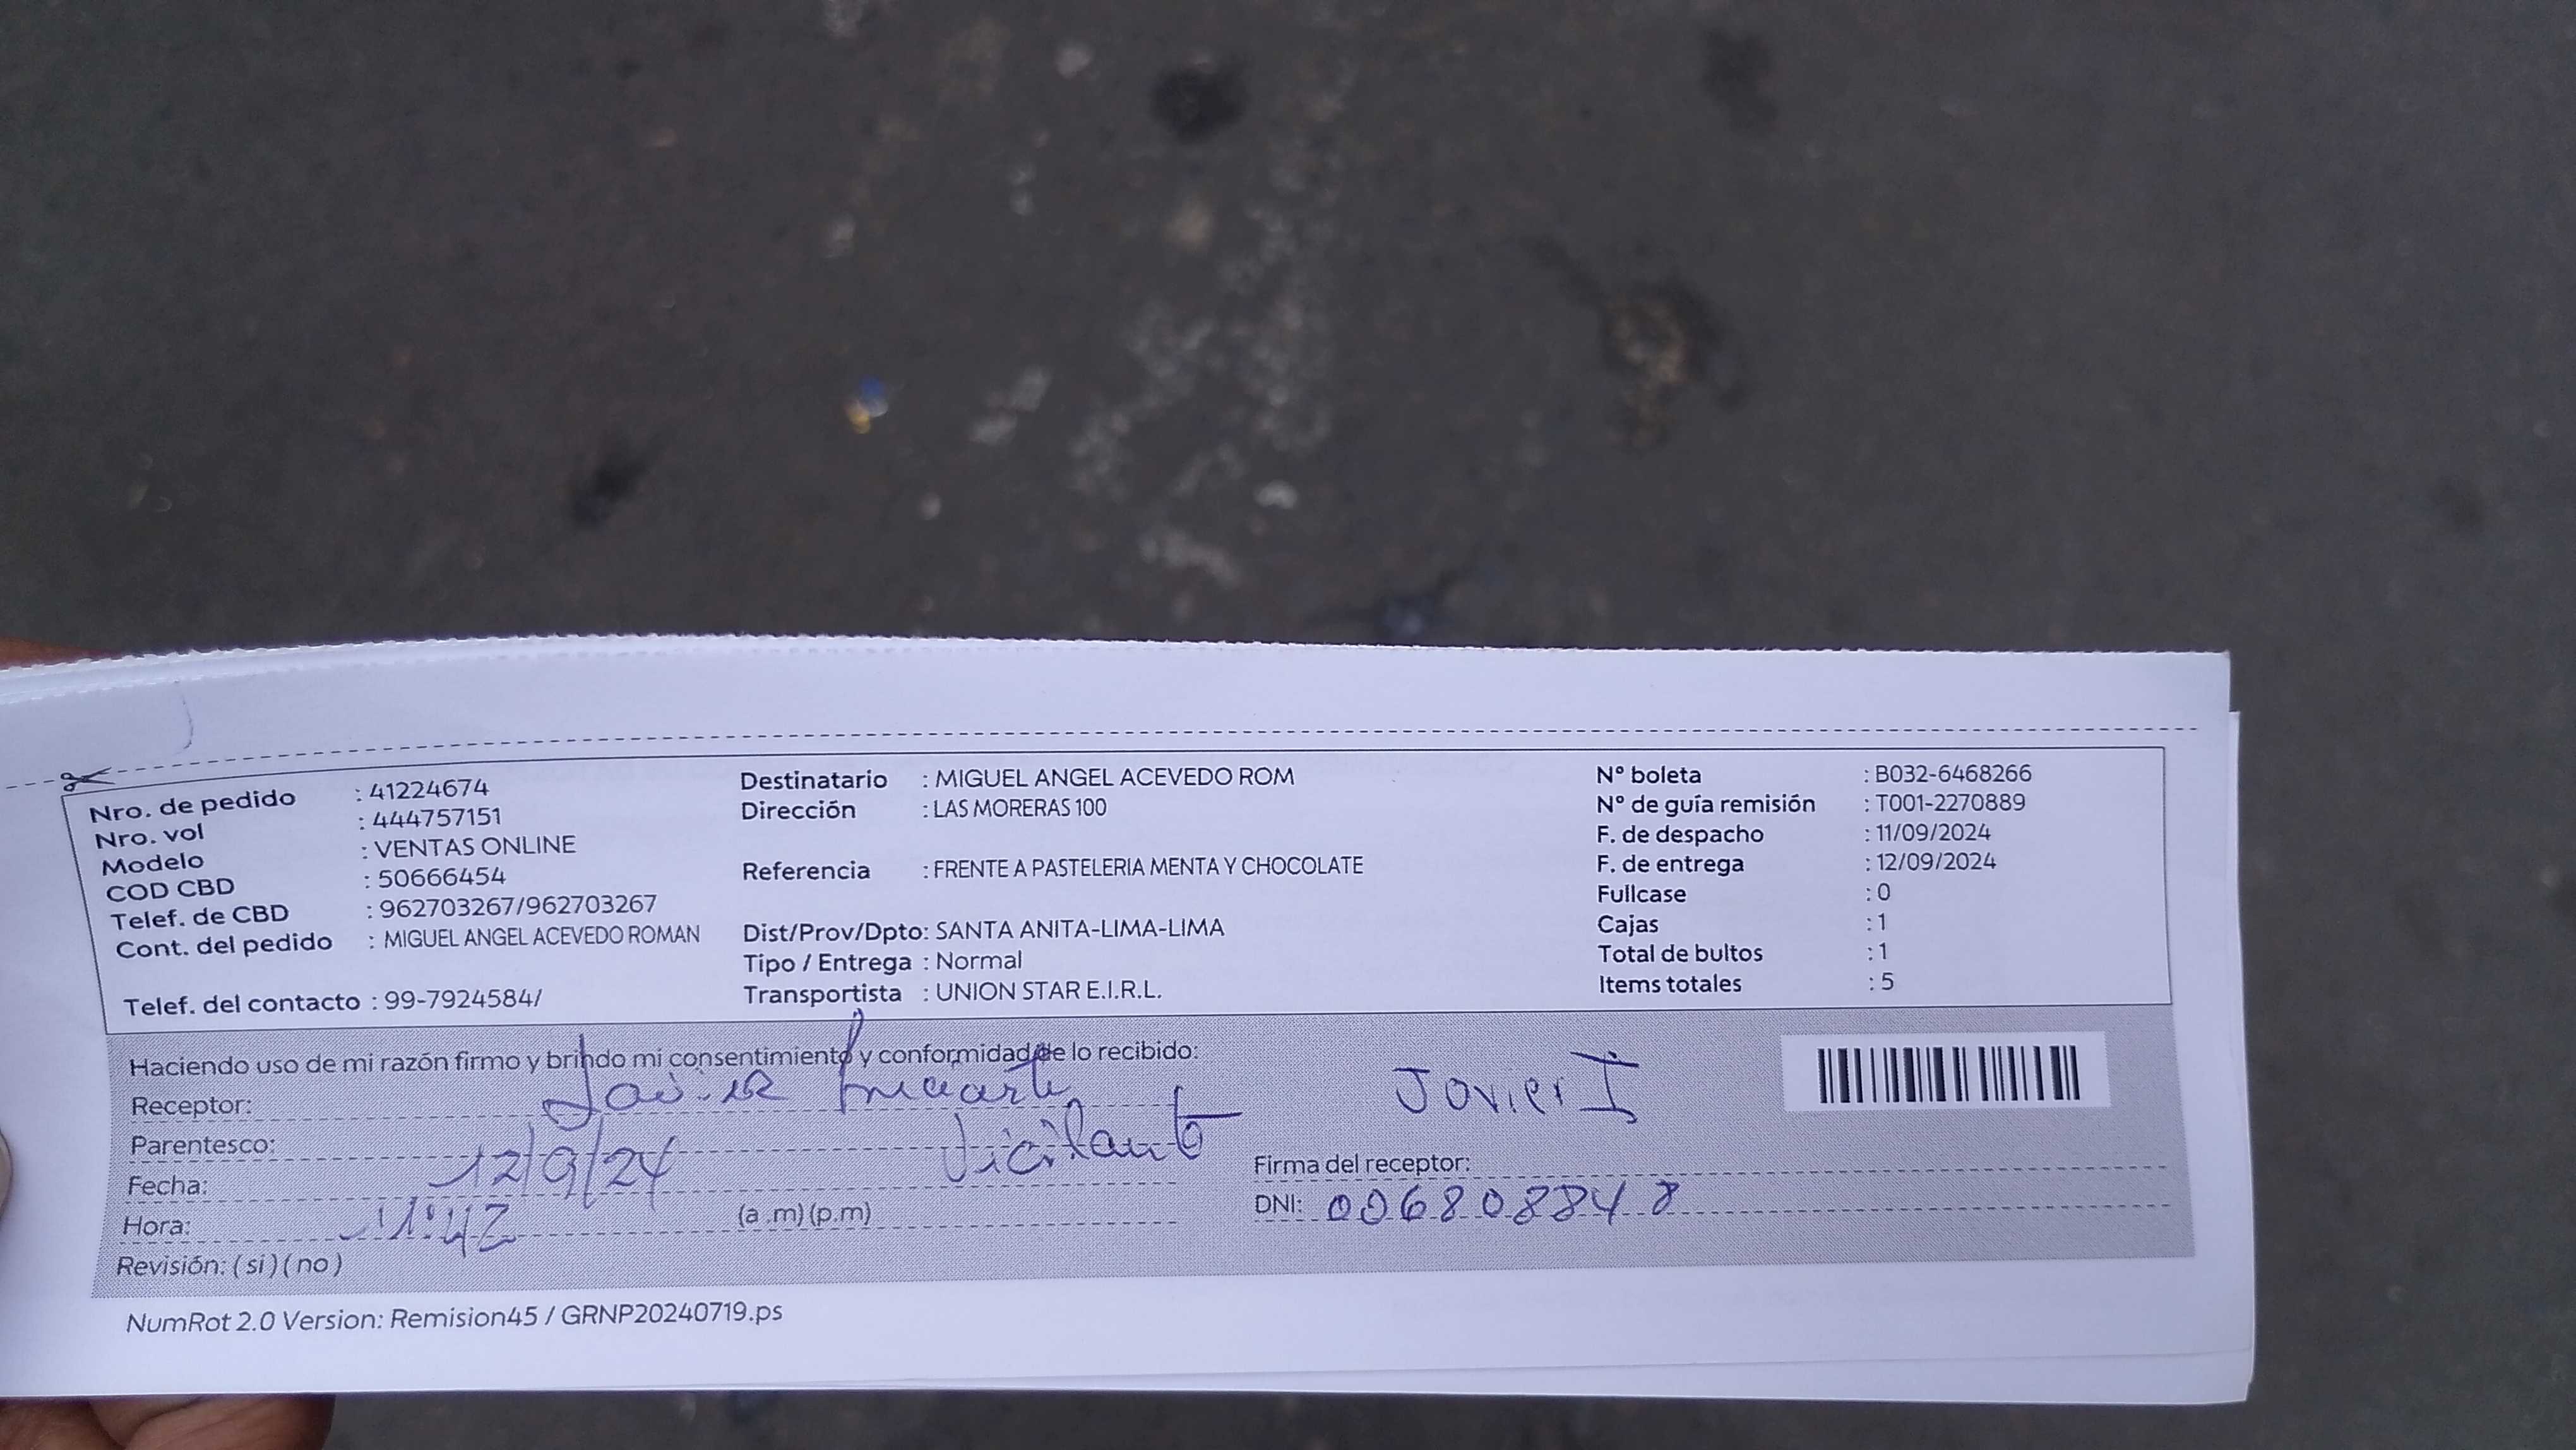 Nro. de pedido : 41224674
Nro. vol : 444757151
Modelo : VENTAS ONLINE
COD CBD : 50666454
Telef. de CBD : 962703267/962703267
Cont. del pedido : MIGUEL ANGEL ACEVEDO ROMAN
Telef. del contacto : 99-7924584/
Destinatario : MIGUEL ANGEL ACEVEDO ROM
Dirección : LAS MORERAS 100
Referencia : FRENTE A PASTELERIA MENTA Y CHOCOLATE
Dist/Prov/Dpto: SANTA ANITA-LIMA-LIMA
Tipo / Entrega : Normal
Transportista : UNION STAR E.I.R.L.
N° boleta : B032-6468266
N° de guía remisión : T001-2270889
F. de despacho : 11/09/2024
F. de entrega : 12/09/2024
Fullcase : 0
Cajas : 1
Total de bultos : 1
Items totales : 5
Haciendo uso de mi razón firmo y brindo mi consentimiento y conformidad de lo recibido:
Receptor: Javier
Parentesco: Vigilante
Fecha: 12/9/24
Hora: 11:42 (a .m) (p.m)
Revisión: ( si ) ( no )
Javier I
Firma del receptor:
DNI: 006808848
NumRot 2.0 Version: Remision45 / GRNP20240719.ps